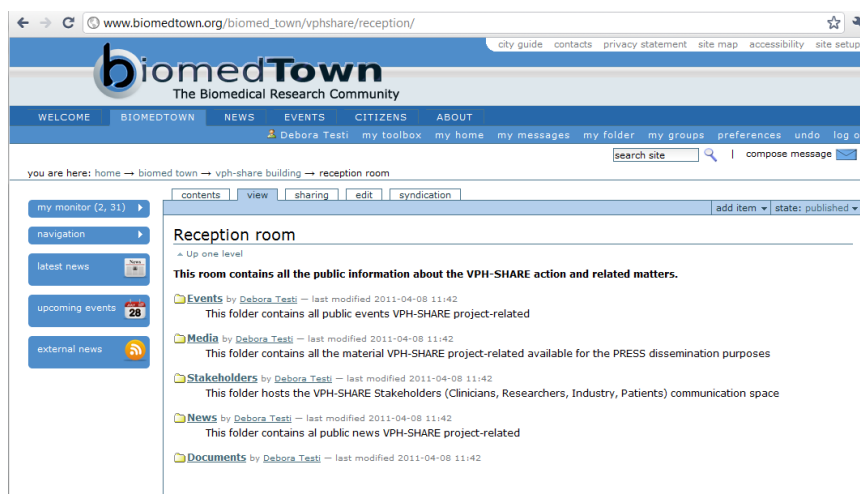 www.biomedtown.org/biomed_town/vphshare/reception/
city guide contacts privacy statement site map accessibility site setup
biomedTown
The Biomedical Research Community
WELCOME BIOMEDTOWN NEWS EVENTS CITIZENS ABOUT
Debora Testi my toolbox my home my messages my folder my groups preferences undo log o
search site | compose message
you are here: home → biomed town → vph-share building → reception room
contents view sharing edit syndication
my monitor (2, 31)
add item state: published
navigation
Reception room
Up one level
latest news
News
This room contains all the public information about the VPH-SHARE action and related matters.
Events by Debora Testi — last modified 2011-04-08 11:42
upcoming events 28
This folder contains all public events VPH-SHARE project-related
Media by Debora Testi — last modified 2011-04-08 11:42
external news
This folder contains all the material VPH-SHARE project-related available for the PRESS dissemination purposes
Stakeholders by Debora Testi — last modified 2011-04-08 11:42
This folder hosts the VPH-SHARE Stakeholders (Clinicians, Researchers, Industry, Patients) communication space
News by Debora Testi — last modified 2011-04-08 11:42
This folder contains al public news VPH-SHARE project-related
Documents by Debora Testi — last modified 2011-04-08 11:42